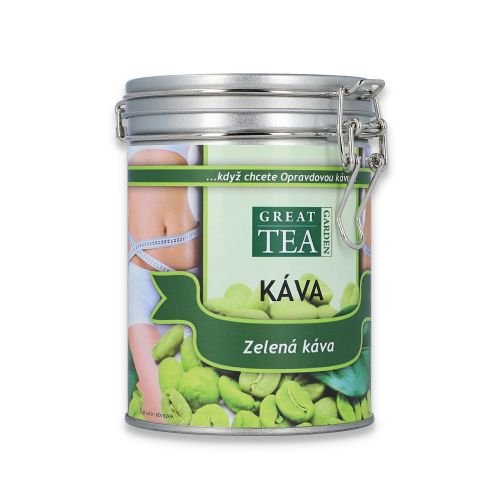 ...když chcete Opravdovou kávu...
GREAT
TEA
GARDEN
KÁVA
Zelená káva